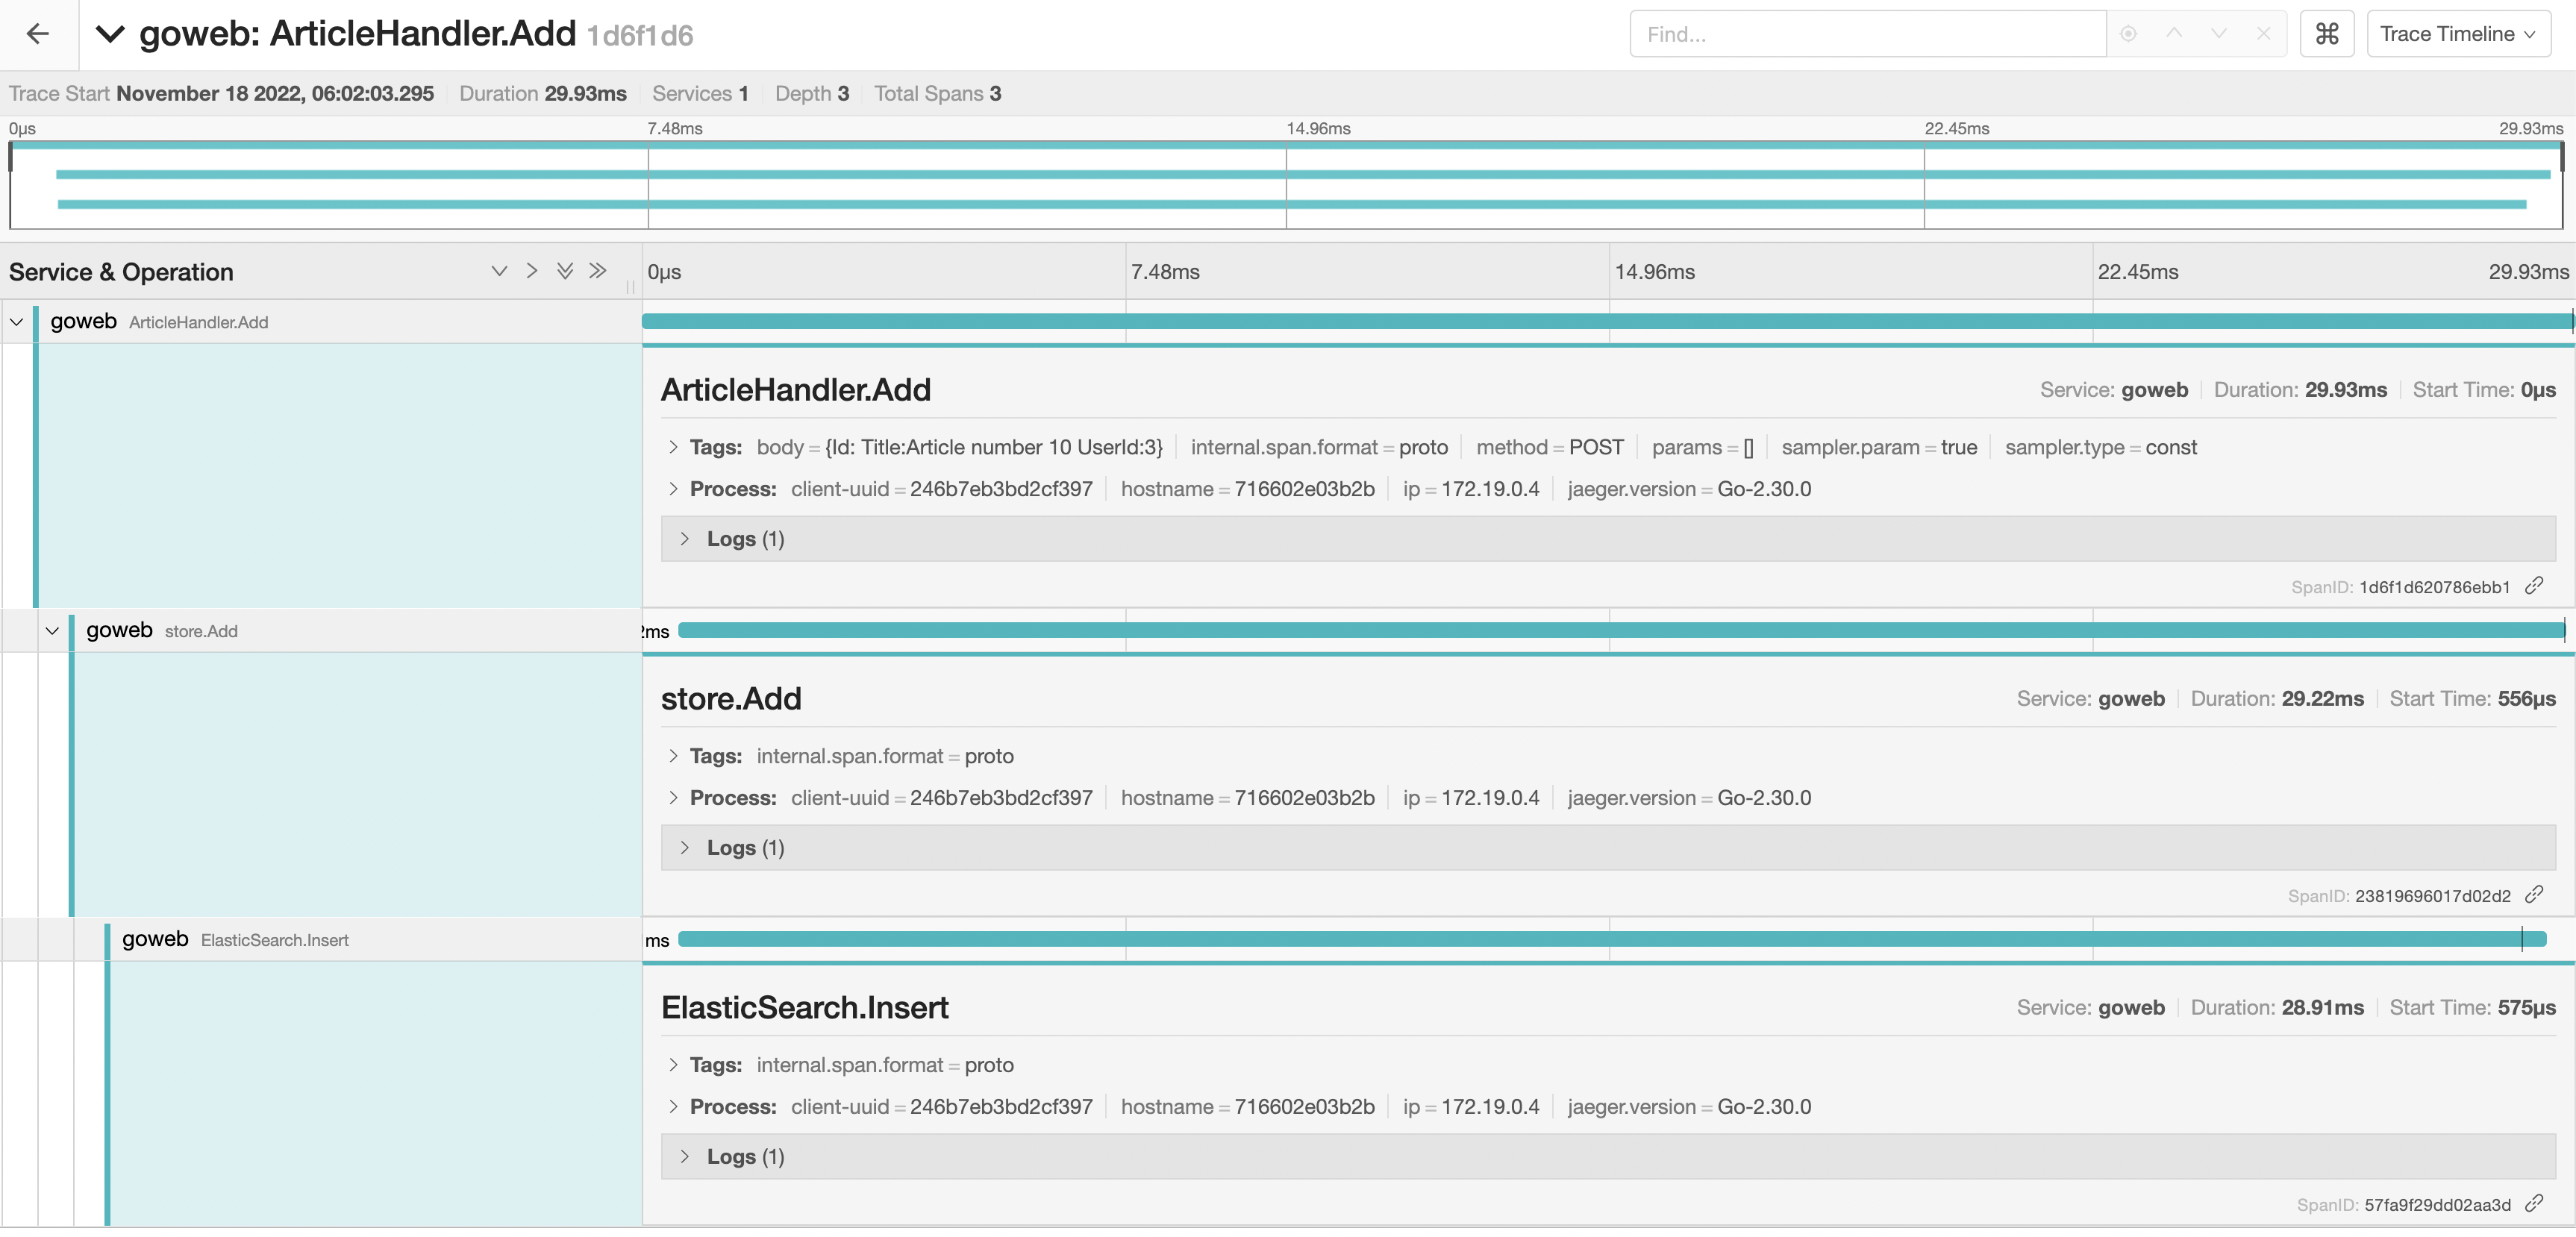 goweb: ArticleHandler.Add 1d6f1d6
Find...
⌘
Trace Timeline
Trace Start November 18 2022, 06:02:03.295 Duration 29.93ms Services 1 Depth 3 Total Spans 3
0μs 7.48ms 14.96ms 22.45ms 29.93ms
Service & Operation 0μs 7.48ms 14.96ms 22.45ms 29.93ms
goweb ArticleHandler.Add
ArticleHandler.Add Service: goweb Duration: 29.93ms Start Time: 0μs
Tags: body = {Id: Title:Article number 10 UserId:3} internal.span.format = proto method = POST params = [] sampler.param = true sampler.type = const
Process: client-uuid = 246b7eb3bd2cf397 hostname = 716602e03b2b ip = 172.19.0.4 jaeger.version = Go-2.30.0
Logs (1)
SpanID: 1d6f1d620786ebb1
goweb store.Add 2ms
store.Add Service: goweb Duration: 29.22ms Start Time: 556μs
Tags: internal.span.format = proto
Process: client-uuid = 246b7eb3bd2cf397 hostname = 716602e03b2b ip = 172.19.0.4 jaeger.version = Go-2.30.0
Logs (1)
SpanID: 23819696017d02d2
goweb ElasticSearch.Insert ms
ElasticSearch.Insert Service: goweb Duration: 28.91ms Start Time: 575μs
Tags: internal.span.format = proto
Process: client-uuid = 246b7eb3bd2cf397 hostname = 716602e03b2b ip = 172.19.0.4 jaeger.version = Go-2.30.0
Logs (1)
SpanID: 57fa9f29dd02aa3d